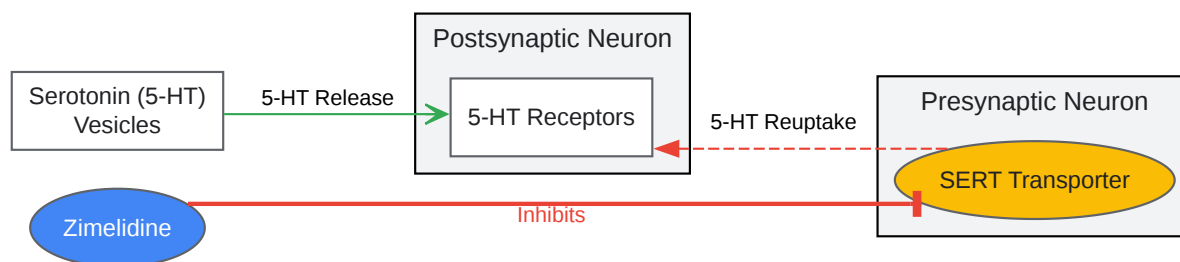 Postsynaptic Neuron
Serotonin (5-HT)
Vesicles
5-HT Release
5-HT Receptors
5-HT Reuptake
Presynaptic Neuron
SERT Transporter
Zimelidine
Inhibits